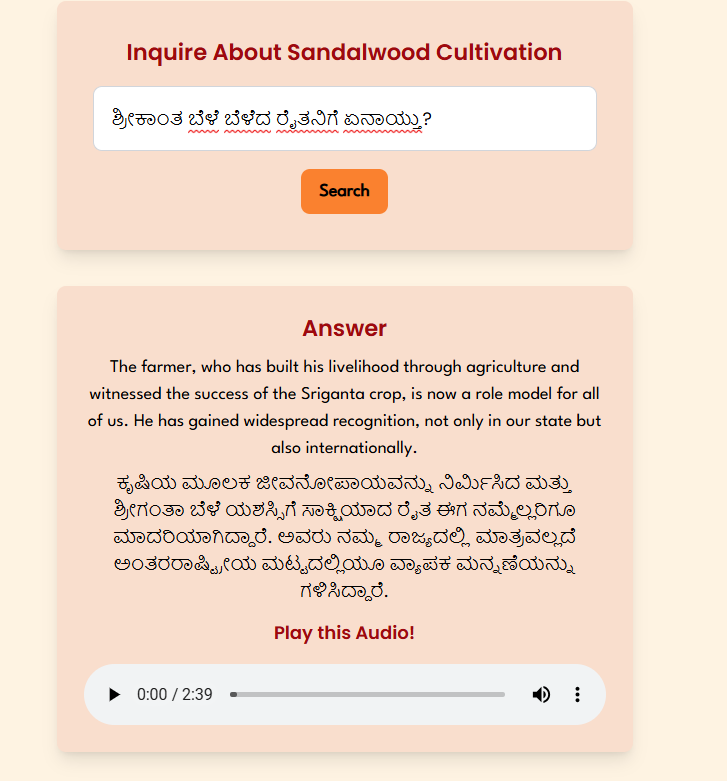 Inquire About Sandalwood Cultivation
ಶ್ರೀಕಾಂತ ಬೆಳೆ ಬೆಳೆದ ರೈತನಿಗೆ ಏನಾಯ್ತು?
Search
Answer
The farmer, who has built his livelihood through agriculture and
witnessed the success of the Sriganta crop, is now a role model for all
of us. He has gained widespread recognition, not only in our state but
also internationally.
ಕೃಷಿಯ ಮೂಲಕ ಜೀವನೋಪಾಯವನ್ನು ನಿರ್ಮಿಸಿದ ಮತ್ತು
ಶ್ರೀಗಂತಾ ಬೆಳೆ ಯಶಸ್ಸಿಗೆ ಸಾಕ್ಷಿಯಾದ ರೈತ ಈಗ ನಮ್ಮೆಲ್ಲರಿಗೂ
ಮಾದರಿಯಾಗಿದ್ದಾರೆ. ಅವರು ನಮ್ಮ ರಾಜ್ಯದಲ್ಲಿ ಮಾತ್ರವಲ್ಲದೆ
ಅಂತರರಾಷ್ಟ್ರೀಯ ಮಟ್ಟದಲ್ಲಿಯೂ ವ್ಯಾಪಕ ಮನ್ನಣೆಯನ್ನು
ಗಳಿಸಿದ್ದಾರೆ.
Play this Audio!
0:00 / 2:39